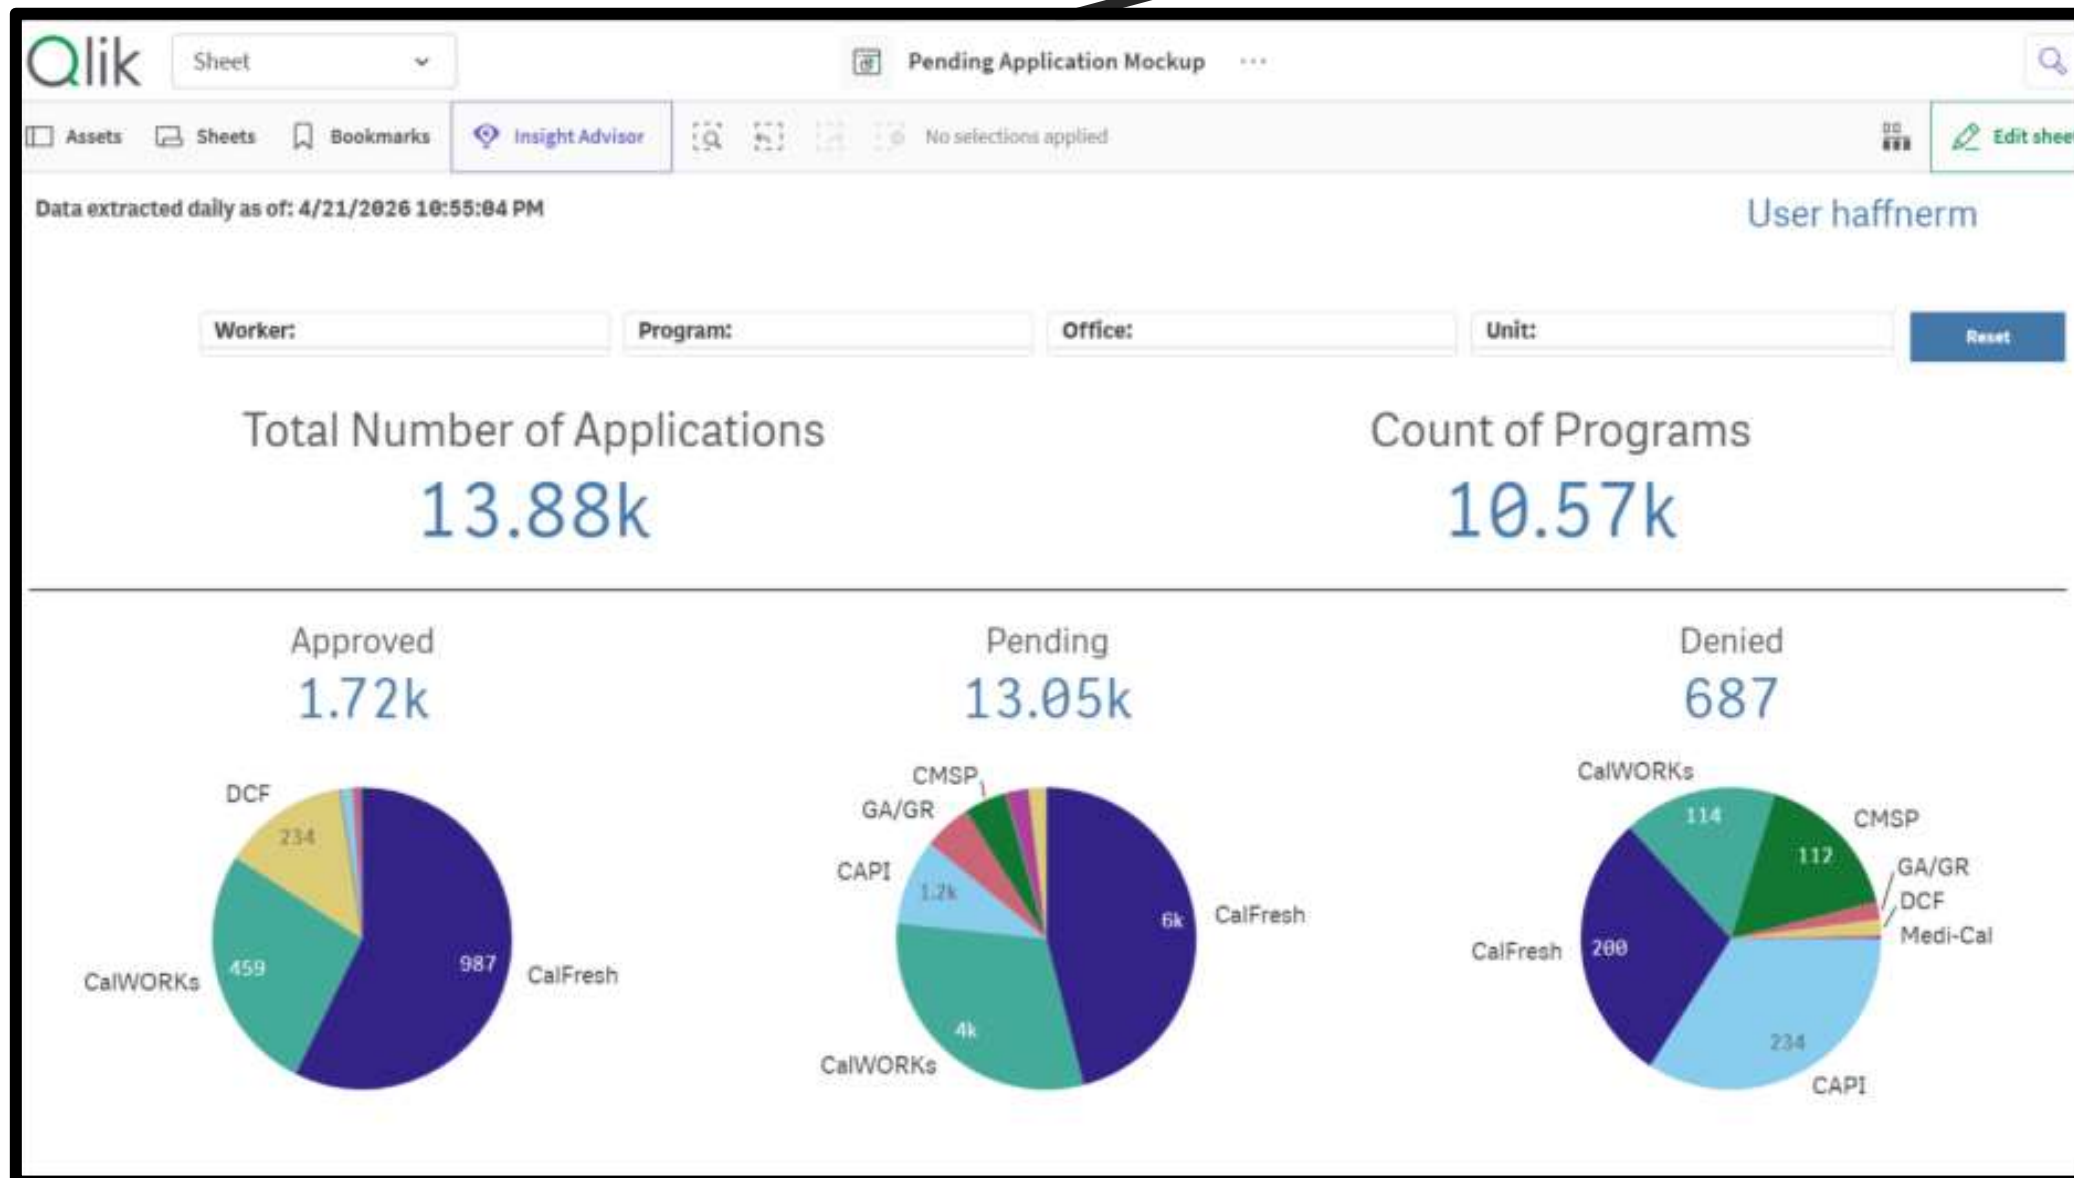 Qlik Sheet Pending Application Mockup ...
Assets Sheets Bookmarks Insight Advisor No selections applied Edit sheet
Data extracted daily as of: 4/21/2026 10:55:04 PM User haffnerm
Worker: Program: Office: Unit: Reset
Total Number of Applications Count of Programs
13.88k 10.57k
Approved Pending Denied
1.72k 13.05k 687
DCF
234
CalWORKs
459
987
CalFresh
CMSP
GA/GR
CAPI
1.2k
6k
CalFresh
4k
CalWORKs
CalWORKs
114
CMSP
112
GA/GR
DCF
Medi-Cal
CalFresh
200
234
CAPI